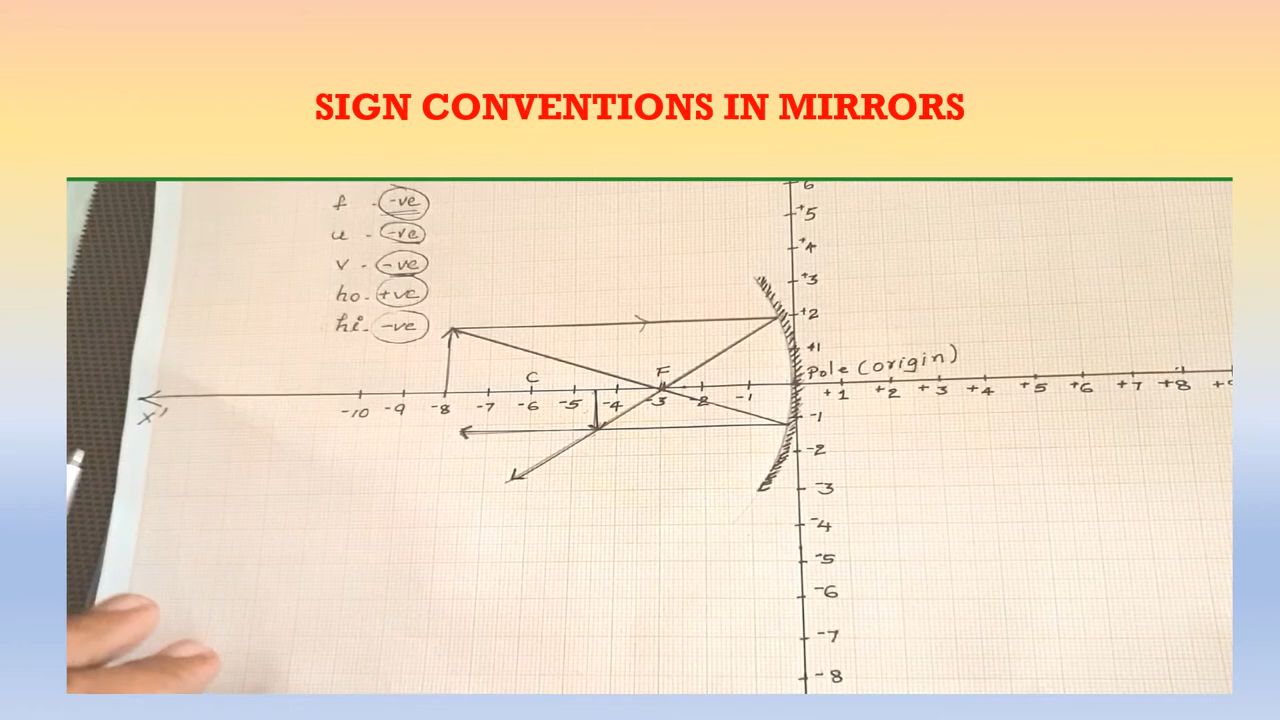 SIGN CONVENTIONS IN MIRRORS
f - -ve
u - -ve
v - -ve
ho - +ve
hi - -ve
6
+5
+4
+3
+2
+1
Pole (origin)
C
F
X'
-10 -9 -8 -7 -6 -5 -4 -3 -2 -1
+1 +2 +3 +4 +5 +6 +7 +8
-1
-2
-3
-4
-5
-6
-7
-8